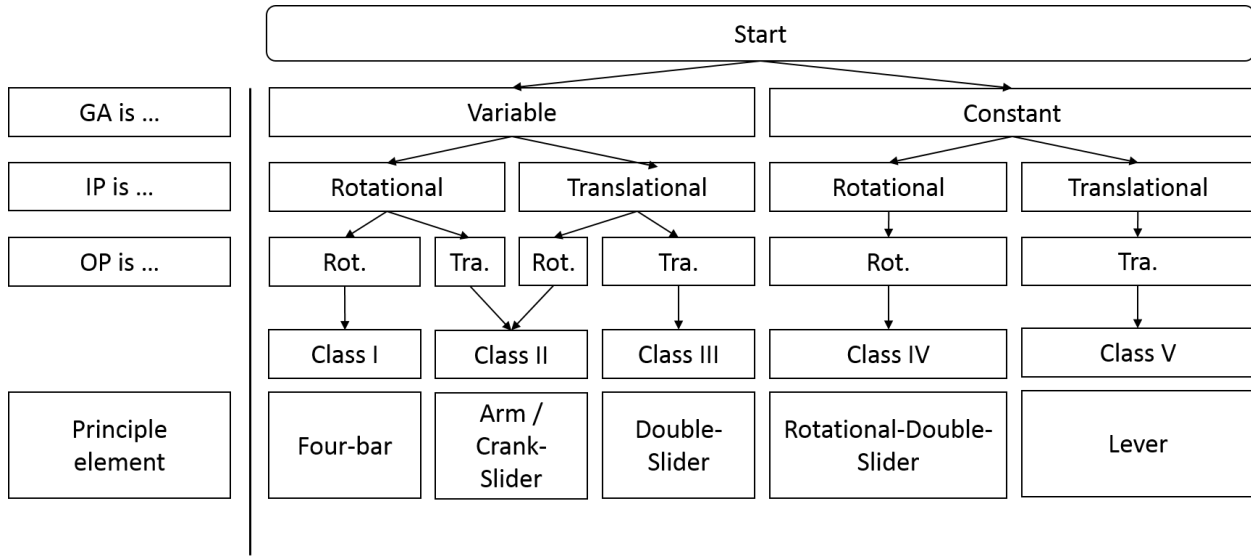 Start
GA is ...
Variable
Constant
IP is ...
Rotational
Translational
Rotational
Translational
OP is ...
Rot.
Tra.
Rot.
Tra.
Rot.
Tra.
Class I
Class II
Class III
Class IV
Class V
Principle
element
Four-bar
Arm /
Crank-
Slider
Double-
Slider
Rotational-Double-
Slider
Lever